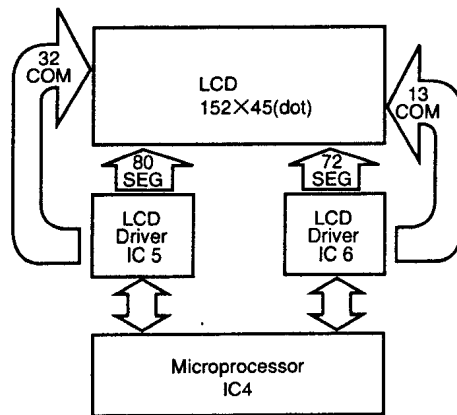 32
COM
LCD
152×45(dot)
13
COM
80
SEG
72
SEG
LCD
Driver
IC 5
LCD
Driver
IC 6
Microprocessor
IC4